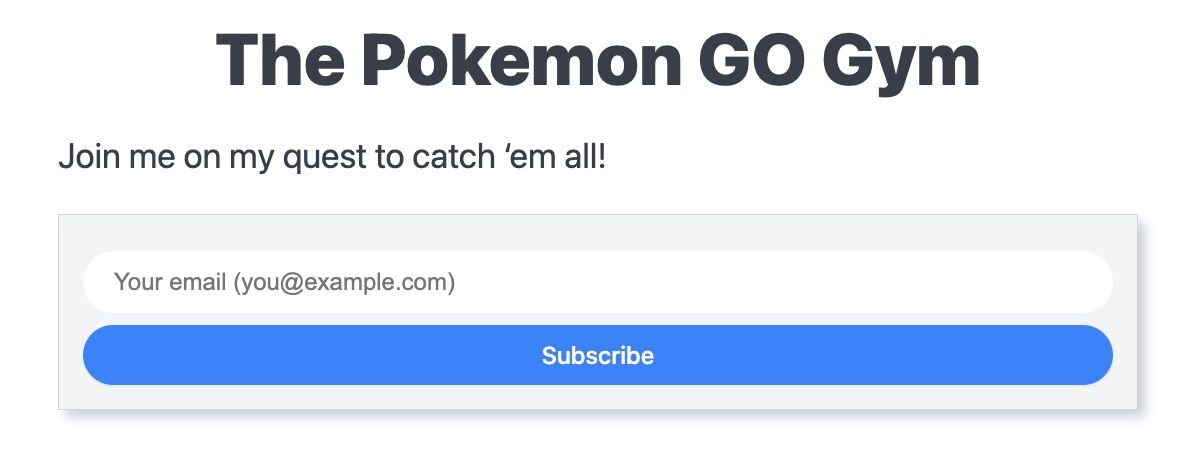 The Pokemon GO Gym
Join me on my quest to catch ‘em all!
Your email (you@example.com)
Subscribe